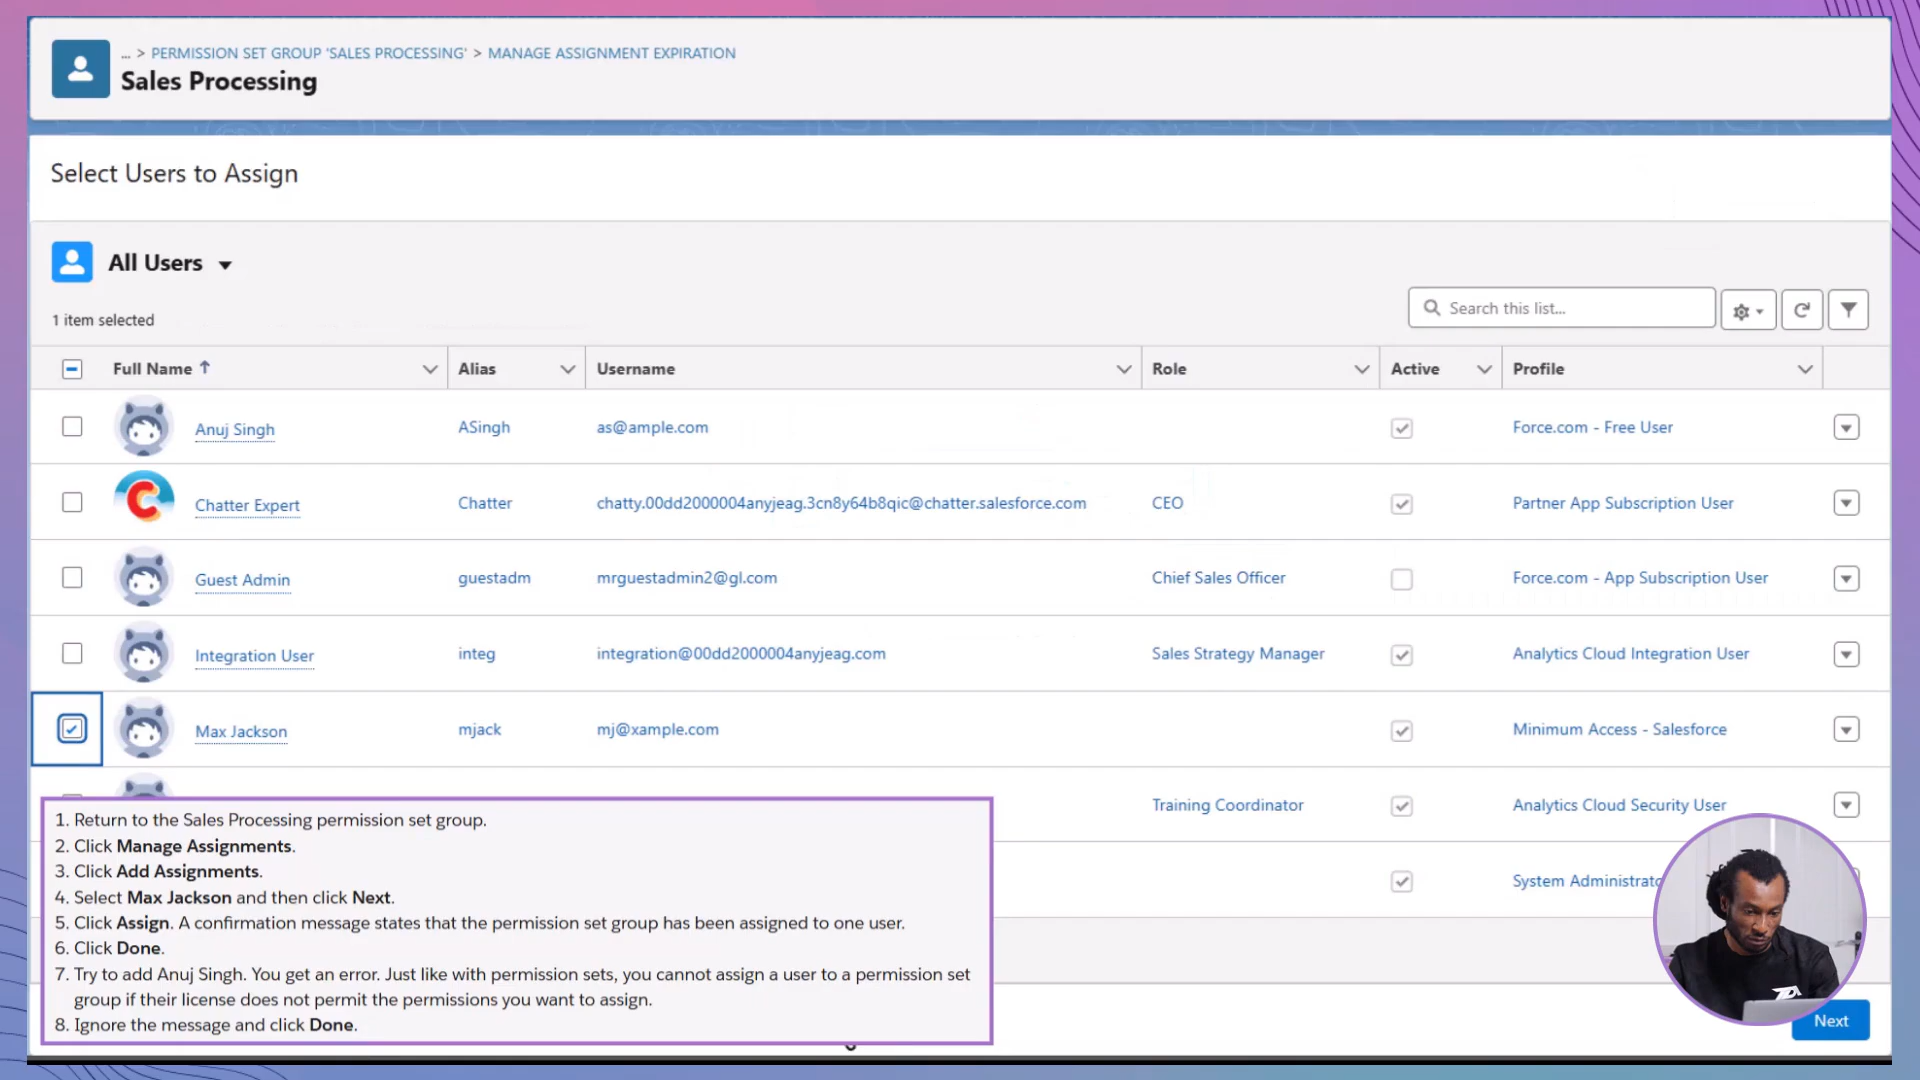 ... > PERMISSION SET GROUP 'SALES PROCESSING' > MANAGE ASSIGNMENT EXPIRATION
Sales Processing
Select Users to Assign
All Users
1 item selected
Search this list...
Full Name Alias Username Role Active Profile
Anuj Singh ASingh as@ample.com Force.com - Free User
Chatter Expert Chatter chatty.00dd2000004anyjeag.3cn8y64b8qic@chatter.salesforce.com CEO Partner App Subscription User
Guest Admin guestadm mrguestadmin2@gl.com Chief Sales Officer Force.com - App Subscription User
Integration User integ integration@00dd2000004anyjeag.com Sales Strategy Manager Analytics Cloud Integration User
Max Jackson mjack mj@xample.com Minimum Access - Salesforce
Training Coordinator Analytics Cloud Security User
System
1. Return to the Sales Processing permission set group.
2. Click Manage Assignments.
3. Click Add Assignments.
4. Select Max Jackson and then click Next.
5. Click Assign. A confirmation message states that the permission set group has been assigned to one user.
6. Click Done.
7. Try to add Anuj Singh. You get an error. Just like with permission sets, you cannot assign a user to a permission set
group if their license does not permit the permissions you want to assign.
8. Ignore the message and click Done.
Next